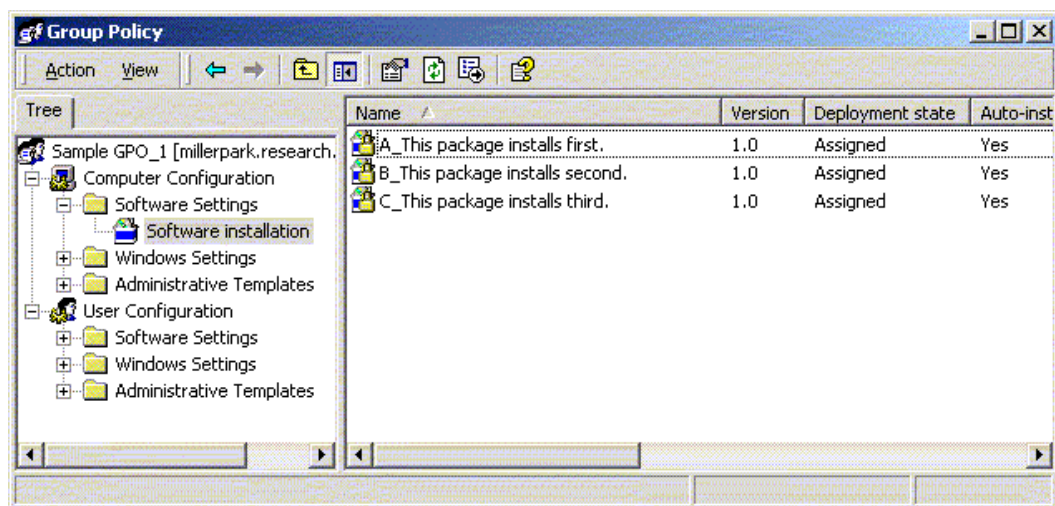 Group Policy
Action View
Tree
Name Version Deployment state Auto-inst
Sample GPO_1 [millerpark.research.
Computer Configuration
Software Settings
Software installation
Windows Settings
Administrative Templates
User Configuration
Software Settings
Windows Settings
Administrative Templates
A_This package installs first. 1.0 Assigned Yes
B_This package installs second. 1.0 Assigned Yes
C_This package installs third. 1.0 Assigned Yes